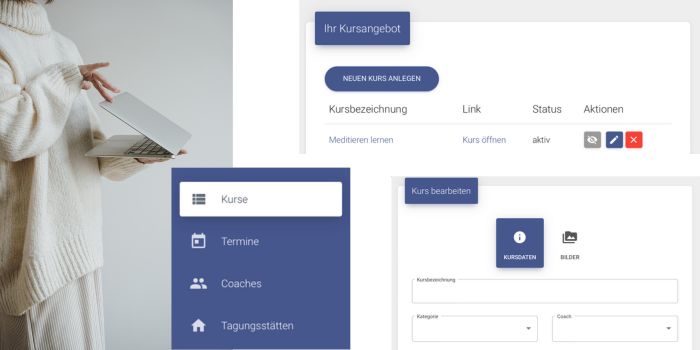 Ihr Kursangebot
NEUEN KURS ANLEGEN
Kursbezeichnung Link Status Aktionen
Meditieren lernen Kurs öffnen aktiv
Kurse
Termine
Coaches
Tagungsstätten
Kurs bearbeiten
KURSDATEN BILDER
Kursbezeichnung
Kategorie Coach